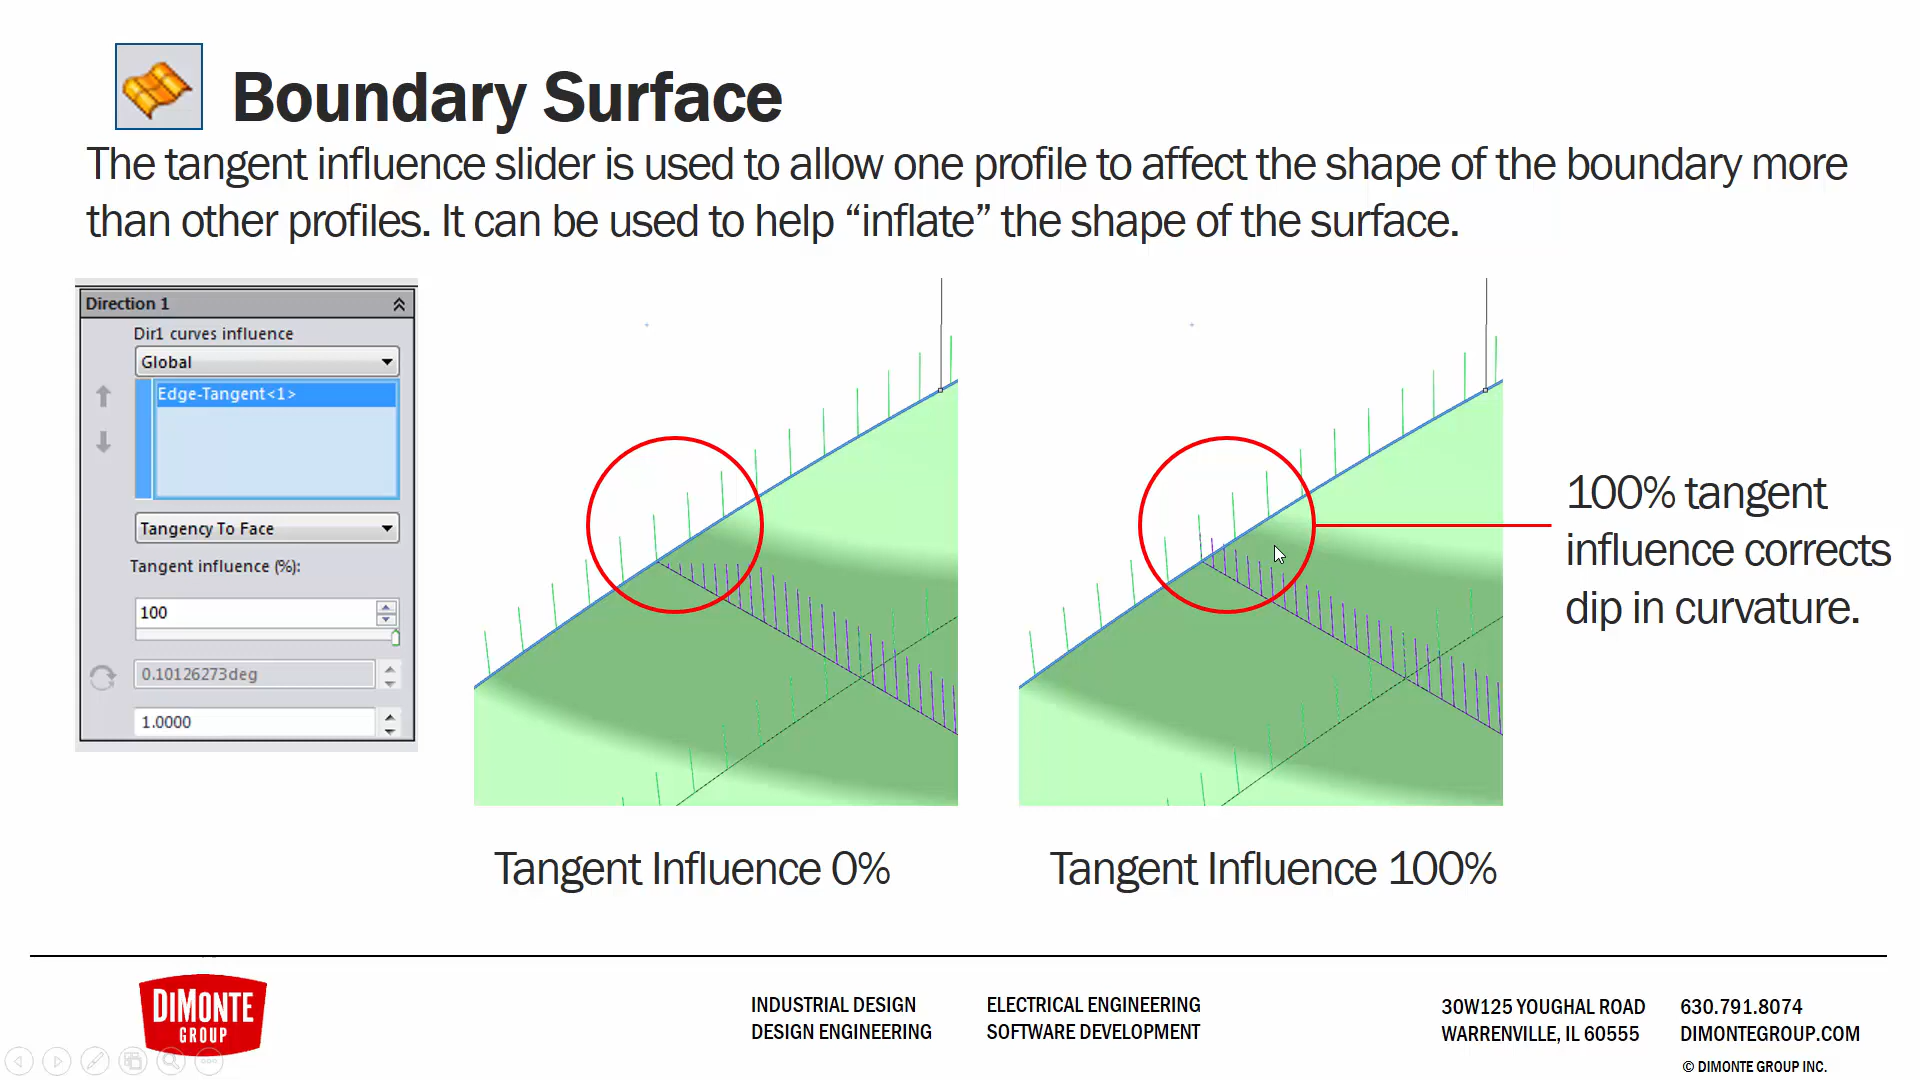 Boundary Surface
The tangent influence slider is used to allow one profile to affect the shape of the boundary more
than other profiles. It can be used to help “inflate” the shape of the surface.
Direction 1
Dir1 curves influence
Global
Edge-Tangent<1>
Tangency To Face
Tangent influence (%):
100
0.10126273deg
1.0000
100% tangent
influence corrects
dip in curvature.
Tangent Influence 0%
Tangent Influence 100%
DIMONTE
GROUP
INDUSTRIAL DESIGN
DESIGN ENGINEERING
ELECTRICAL ENGINEERING
SOFTWARE DEVELOPMENT
30W125 YOUGHAL ROAD
WARRENVILLE, IL 60555
630.791.8074
DIMONTEGROUP.COM
© DIMONTE GROUP INC.